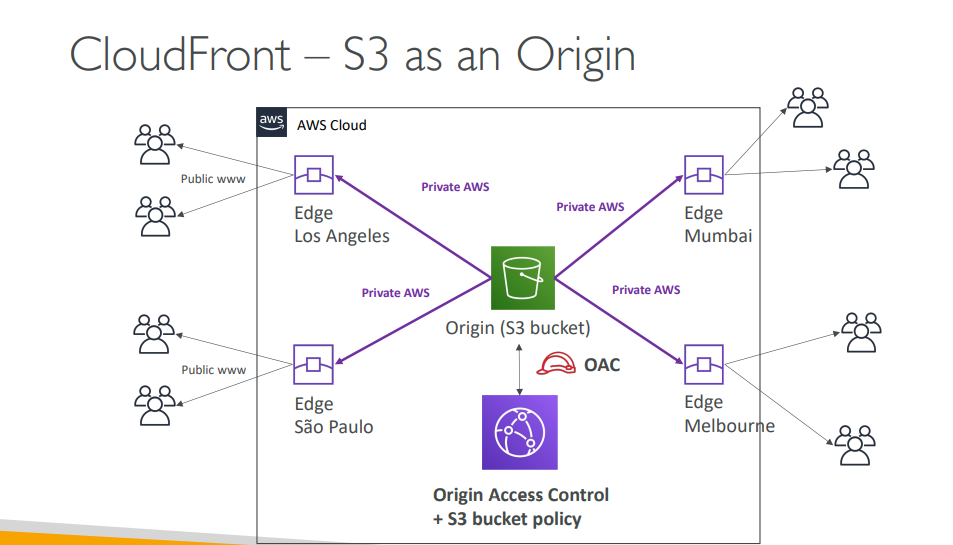 CloudFront – S3 as an Origin
aws
AWS Cloud
Public www
Private AWS
Private AWS
Edge
Los Angeles
Edge
Mumbai
Private AWS
Private AWS
Origin (S3 bucket)
OAC
Public www
Edge
São Paulo
Edge
Melbourne
Origin Access Control
+ S3 bucket policy